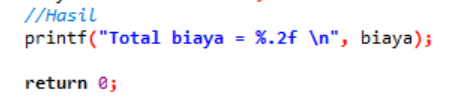 //Hasil
printf("Total biaya = %.2f \n", biaya);
return 0;